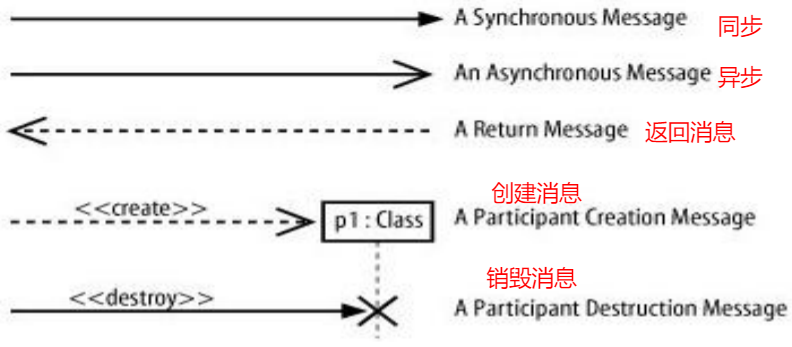 A Synchronous Message 同步
An Asynchronous Message 异步
A Return Message 返回消息
创建消息
<<create>> p1 : Class A Participant Creation Message
销毁消息
<<destroy>> A Participant Destruction Message